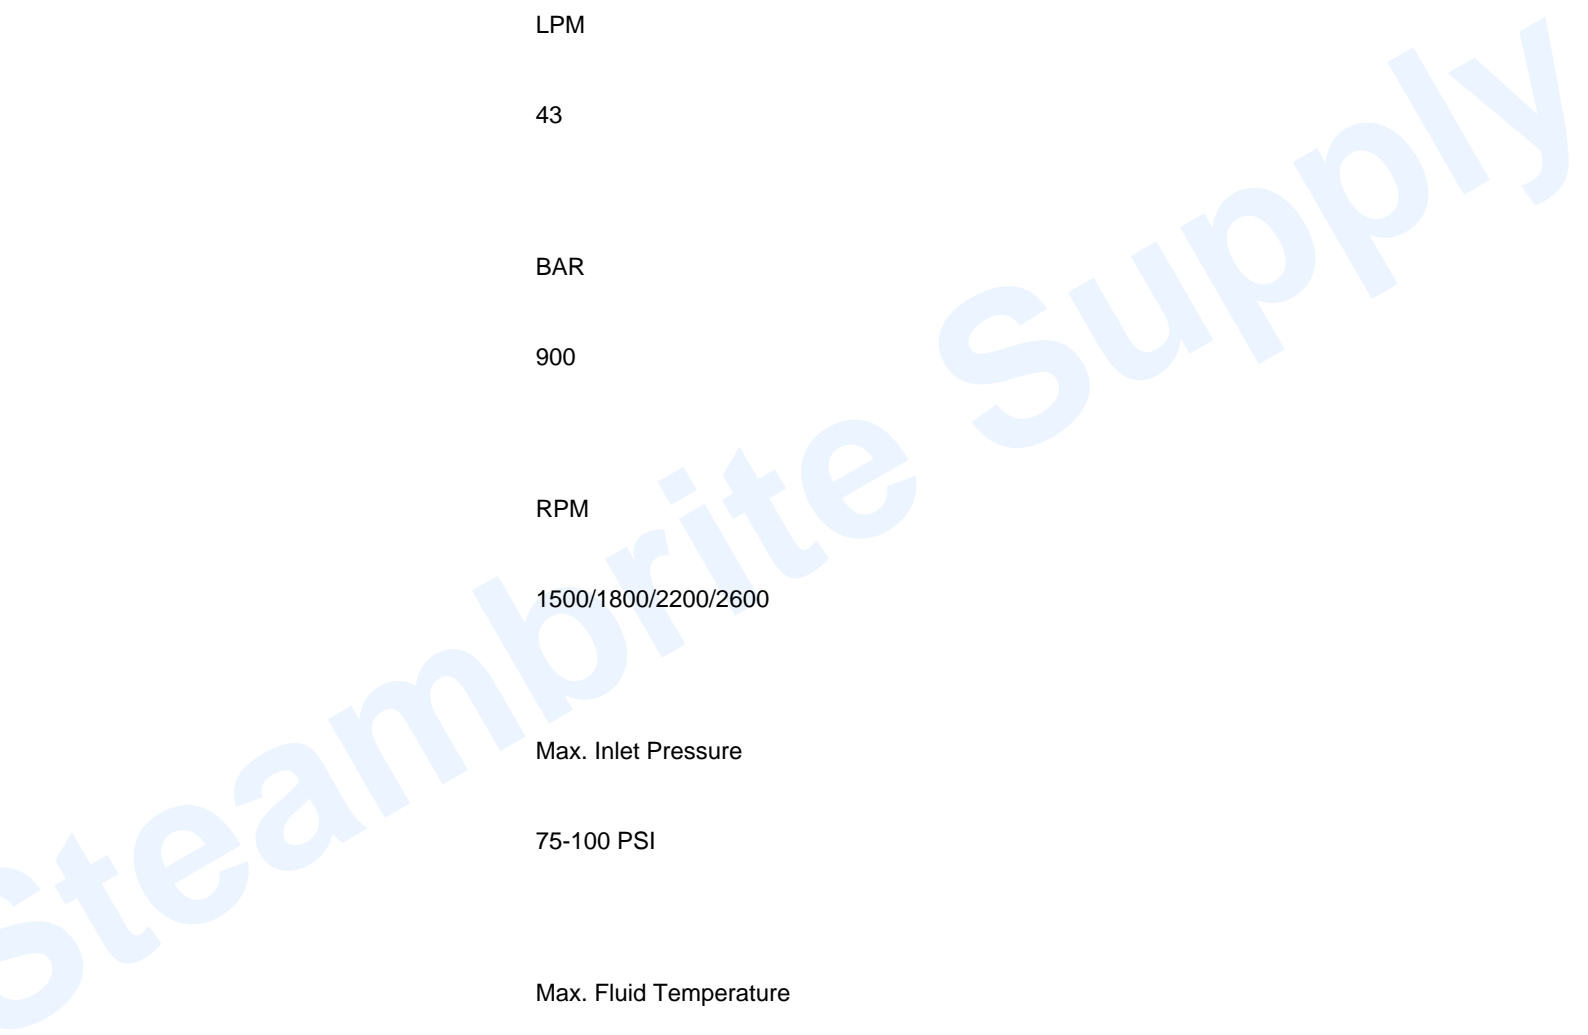 LPM
43
BAR
900
RPM
1500/1800/2200/2600
Max. Inlet Pressure
75-100 PSI
Max. Fluid Temperature
Steambrite Supply